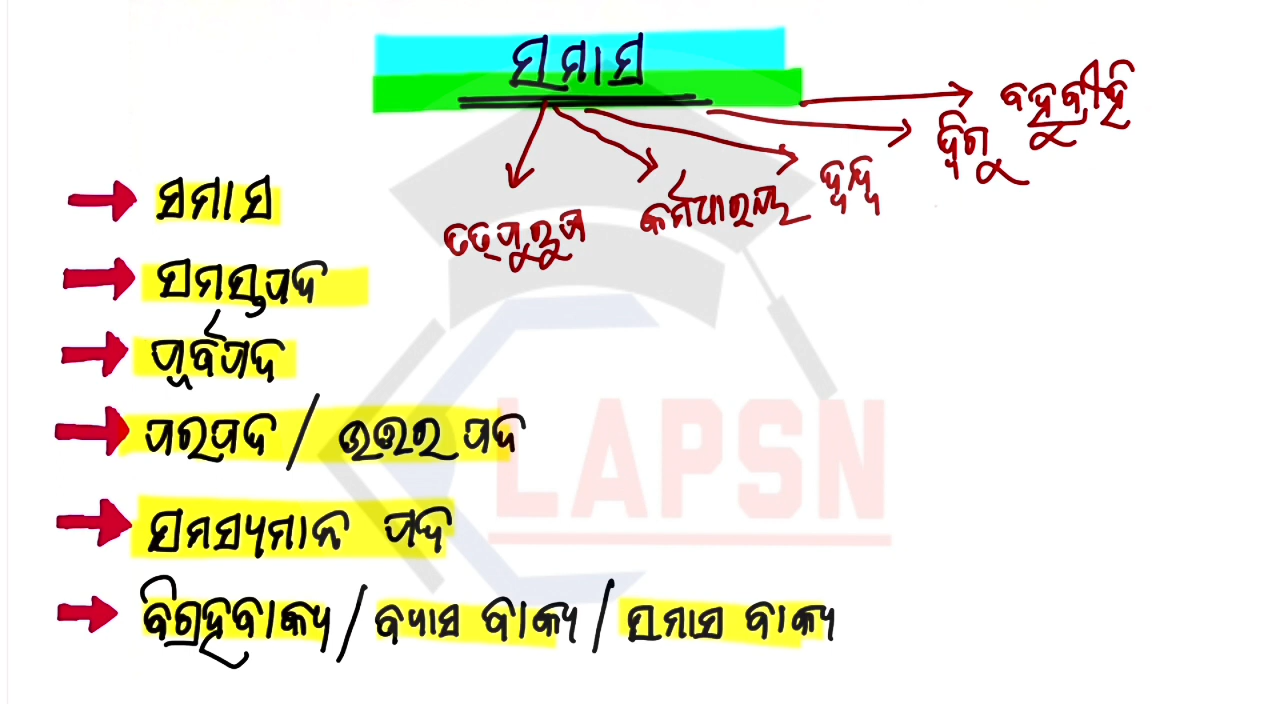 ସମାସ
ତତ୍ପୁରୁଷ କର୍ମଧାରୟ ଦ୍ୱନ୍ଦ୍ୱ ଦ୍ୱିଗୁ ବହୁବ୍ରୀହି
ସମାସ
ସମସ୍ତପଦ
ପୂର୍ବପଦ
ପରପଦ / ଉତ୍ତର ପଦ
ସମସ୍ୟମାନ ପଦ
ବିଗ୍ରହବାକ୍ୟ / ବ୍ୟାସ ବାକ୍ୟ / ସମାସ ବାକ୍ୟ
LAPSN